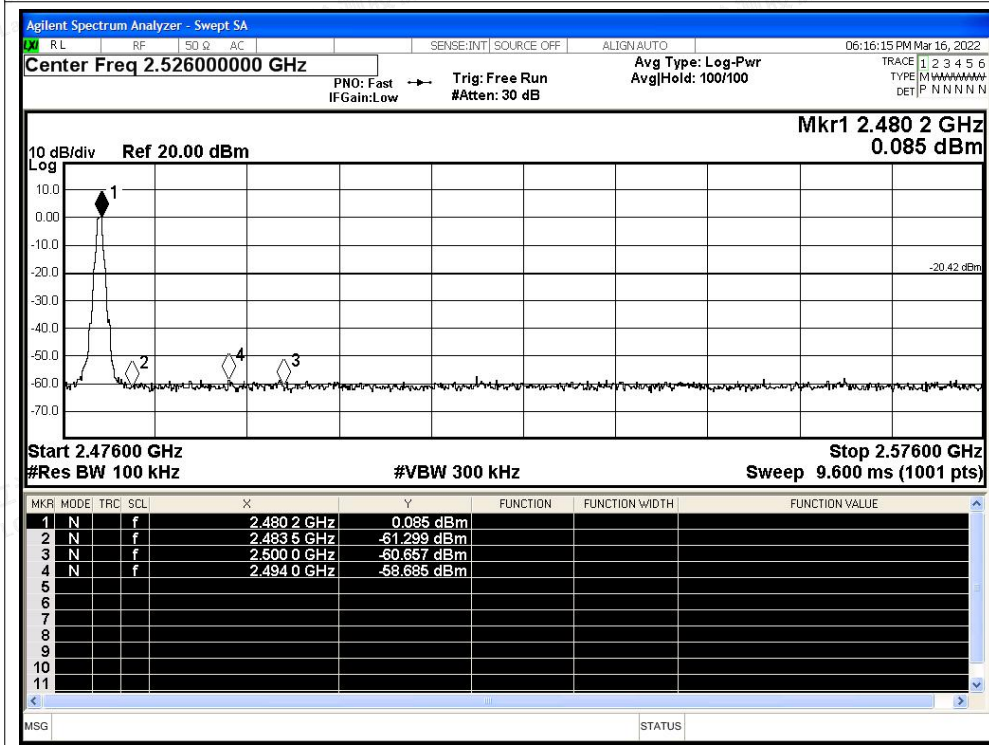 Agilent Spectrum Analyzer - Swept SA
LXI RL RF 50 Ω AC SENSE:INT SOURCE OFF ALIGN AUTO 06:16:15 PM Mar 16, 2022
Center Freq 2.526000000 GHz
PNO: Fast
IFGain:Low
Trig: Free Run
#Atten: 30 dB
Avg Type: Log-Pwr
Avg|Hold: 100/100
TRACE 1 2 3 4 5 6
TYPE M
DET P N N N N N
Mkr1 2.480 2 GHz
0.085 dBm
10 dB/div Ref 20.00 dBm
Log
10.0
0.00
-10.0
-20.0
-30.0
-40.0
-50.0
-60.0
-70.0
1
-20.42 dBm
2
4
3
Start 2.47600 GHz Stop 2.57600 GHz
#Res BW 100 kHz #VBW 300 kHz Sweep 9.600 ms (1001 pts)
MKR MODE TRC SCL X Y FUNCTION FUNCTION WIDTH FUNCTION VALUE
1 N f 2.480 2 GHz 0.085 dBm
2 N f 2.483 5 GHz -61.299 dBm
3 N f 2.500 0 GHz -60.657 dBm
4 N f 2.494 0 GHz -58.685 dBm
5
6
7
8
9
10
11
MSG STATUS